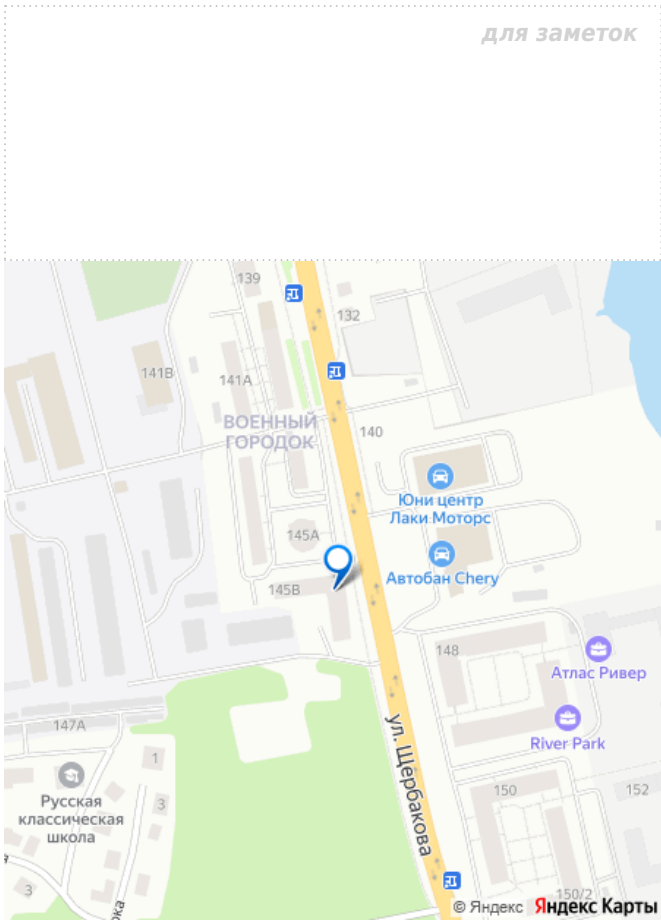 для заметок
139
132
141В
141А
ВОЕННЫЙ
ГОРОДОК
140
Юни центр
Лаки Моторс
145А
Автобан Chery
145В
148
Атлас Ривер
River Park
147А
ул. Щербакова
1
150
152
3
Русская
классическая
школа
3
150/2
© Яндекс Яндекс Карты